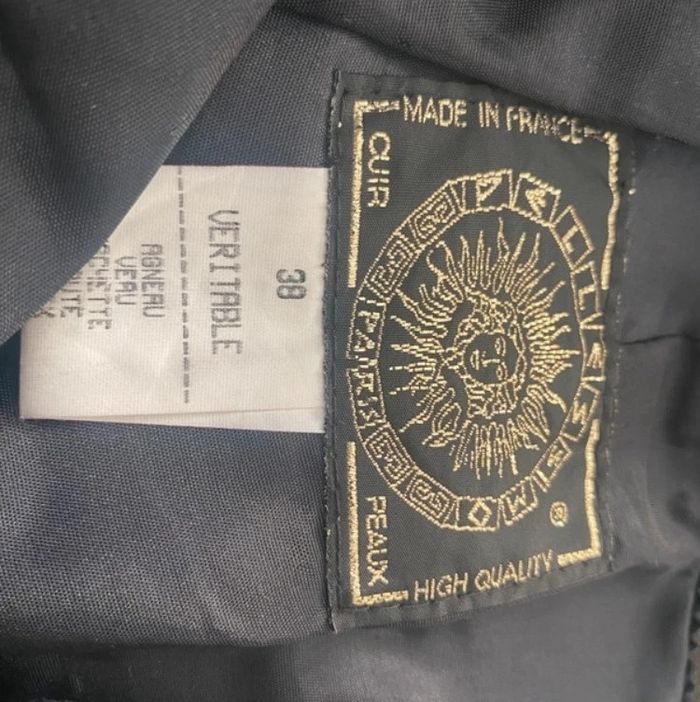 MADE IN FRANCE
CUIR
PARIS
®
PEAUX
HIGH QUALITY
38
VERITABLE
AGNEAU
VEAU